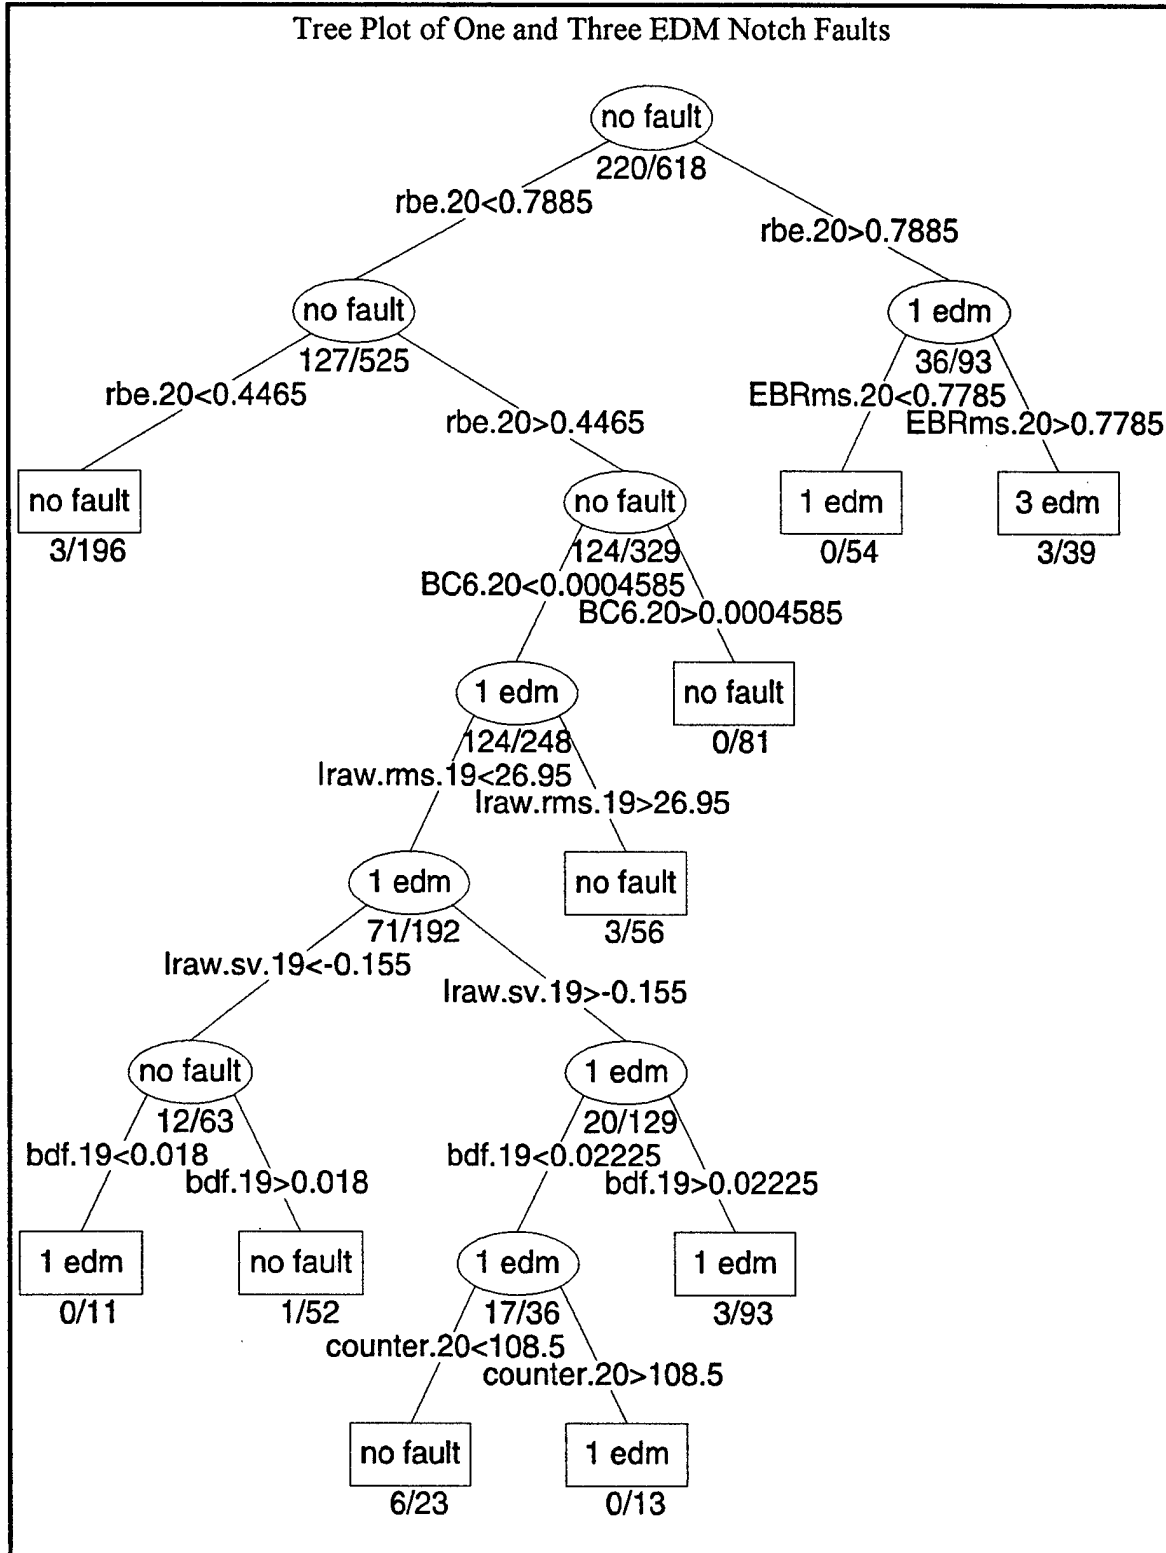 Tree Plot of One and Three EDM Notch Faults
no fault
220/618
rbe.20<0.7885
rbe.20>0.7885
no fault
1 edm
127/525
36/93
rbe.20<0.4465
EBRms.20<0.7785
rbe.20>0.4465
EBRms.20>0.7785
no fault
no fault
1 edm
3 edm
3/196
124/329
0/54
3/39
BC6.20<0.0004585
BC6.20>0.0004585
1 edm
no fault
124/248
0/81
Iraw.rms.19<26.95
Iraw.rms.19>26.95
1 edm
no fault
71/192
3/56
Iraw.sv.19<-0.155
Iraw.sv.19>-0.155
no fault
1 edm
12/63
20/129
bdf.19<0.018
bdf.19<0.02225
bdf.19>0.018
bdf.19>0.02225
1 edm
no fault
1 edm
1 edm
0/11
1/52
17/36
3/93
counter.20<108.5
counter.20>108.5
no fault
1 edm
6/23
0/13